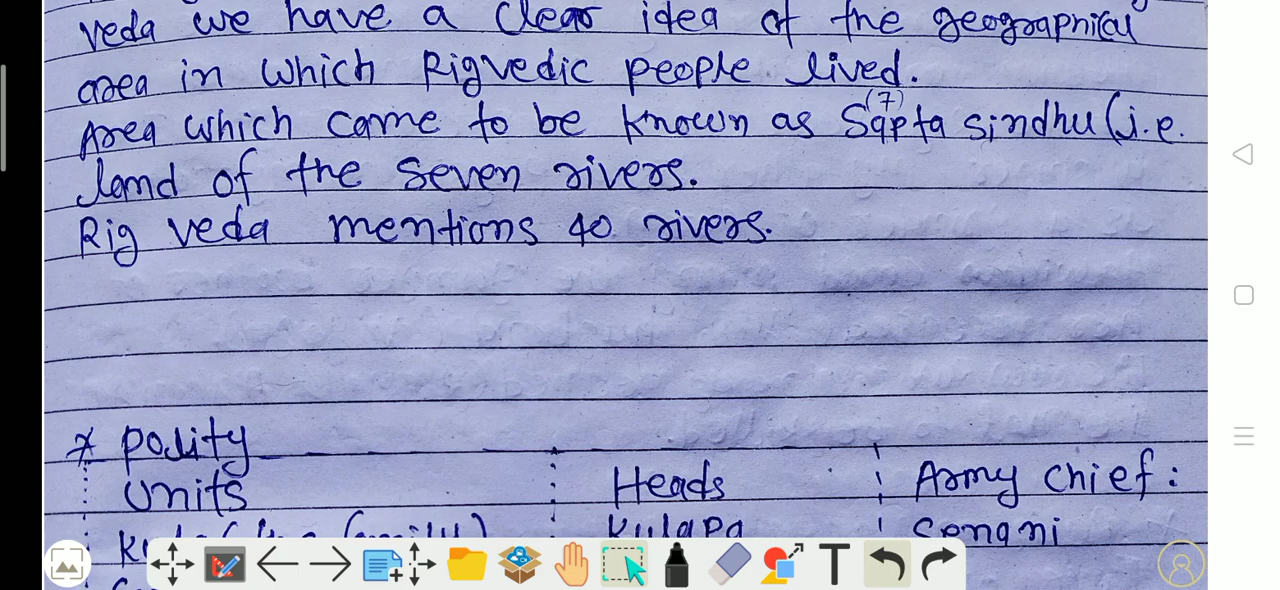 veda we have a clear idea of the geographical
area in which Rigvedic people lived.
(7)
Area which came to be known as Sapta sindhu (i.e.
land of the seven rivers.
Rig veda mentions 40 rivers.
* Polity
Units Heads Army chief:
Kulapa Senani
T